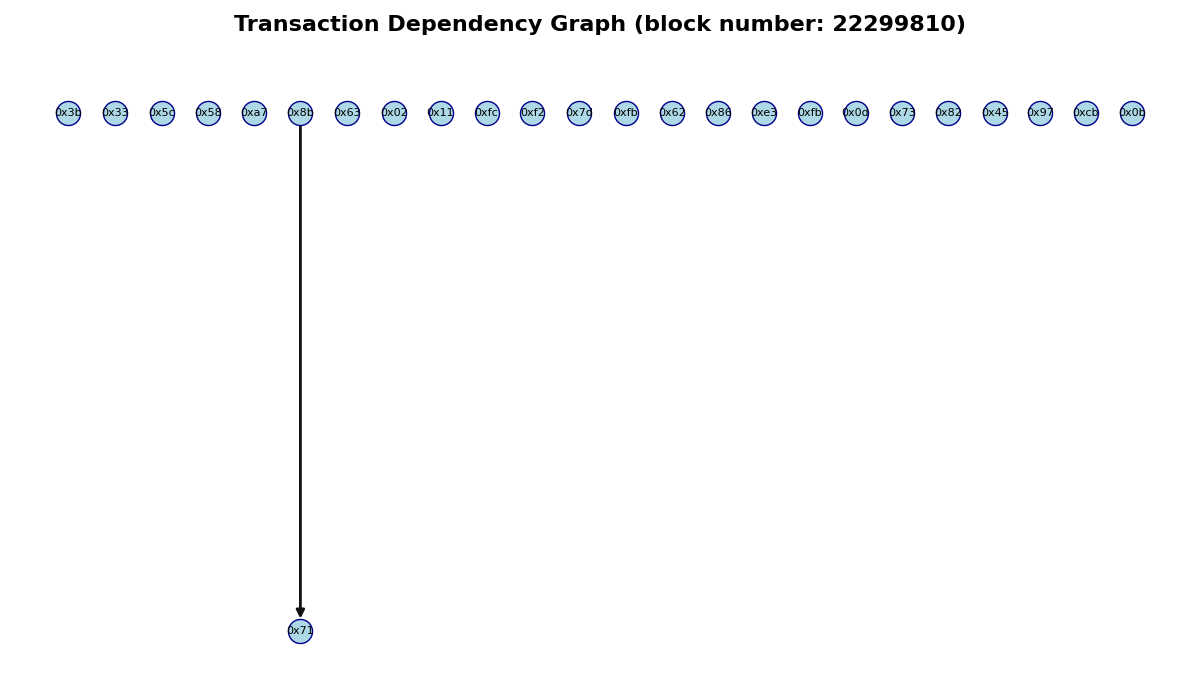 Transaction Dependency Graph (block number: 22299810)
0x3b 0x33 0x5c 0x58 0xa7 0x8b 0x63 0x02 0x11 0xfc 0xf2 0x7d 0xfb 0x62 0x86 0xe3 0xfb 0x0d 0x73 0x82 0x45 0x97 0xcb 0x0b
0x71